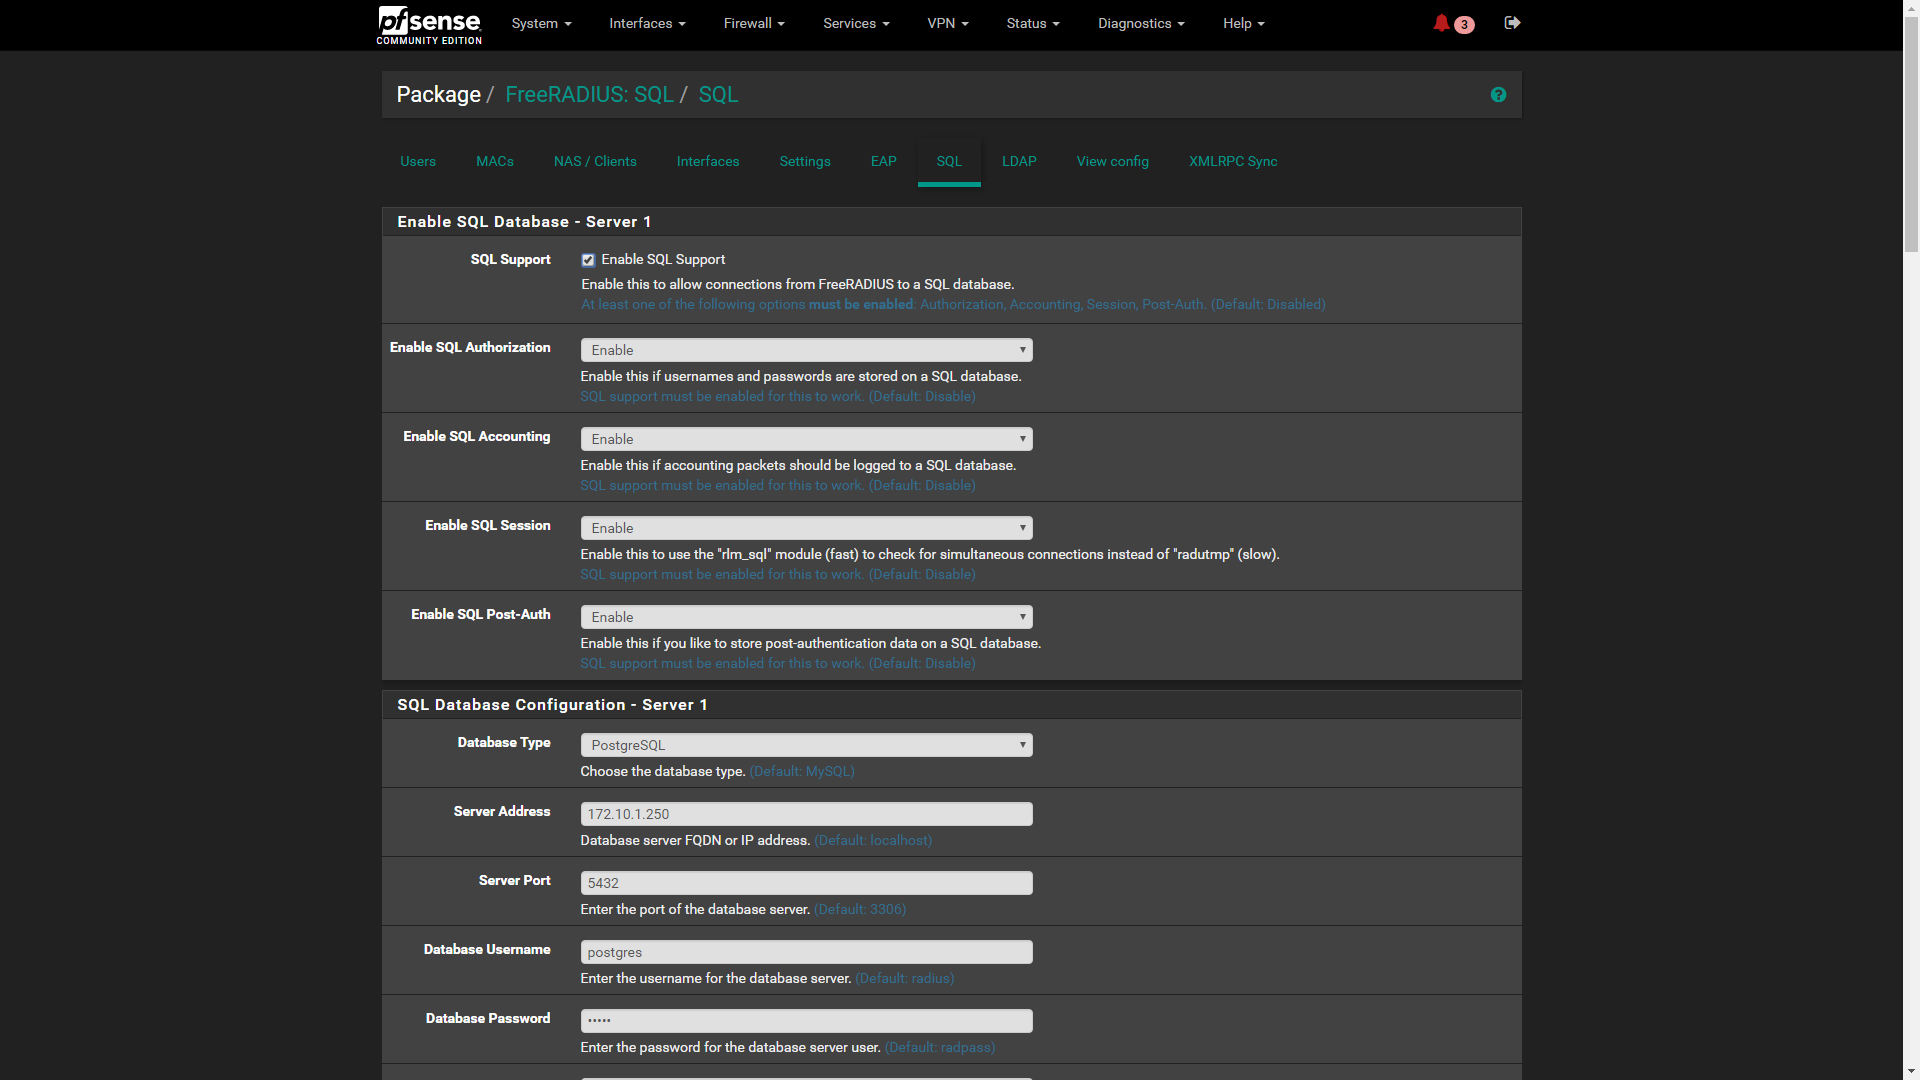 pfsense
COMMUNITY EDITION
System
Interfaces
Firewall
Services
VPN
Status
Diagnostics
Help
3
Package / FreeRADIUS: SQL / SQL
?
Users
MACs
NAS / Clients
Interfaces
Settings
EAP
SQL
LDAP
View config
XMLRPC Sync
Enable SQL Database - Server 1
SQL Support
Enable SQL Support
Enable this to allow connections from FreeRADIUS to a SQL database.
At least one of the following options must be enabled: Authorization, Accounting, Session, Post-Auth. (Default: Disabled)
Enable SQL Authorization
Enable
Enable this if usernames and passwords are stored on a SQL database.
SQL support must be enabled for this to work. (Default: Disable)
Enable SQL Accounting
Enable
Enable this if accounting packets should be logged to a SQL database.
SQL support must be enabled for this to work. (Default: Disable)
Enable SQL Session
Enable
Enable this to use the "rlm_sql" module (fast) to check for simultaneous connections instead of "radutmp" (slow).
SQL support must be enabled for this to work. (Default: Disable)
Enable SQL Post-Auth
Enable
Enable this if you like to store post-authentication data on a SQL database.
SQL support must be enabled for this to work. (Default: Disable)
SQL Database Configuration - Server 1
Database Type
PostgreSQL
Choose the database type. (Default: MySQL)
Server Address
172.10.1.250
Database server FQDN or IP address. (Default: localhost)
Server Port
5432
Enter the port of the database server. (Default: 3306)
Database Username
postgres
Enter the username for the database server. (Default: radius)
Database Password
•••••
Enter the password for the database server user. (Default: radpass)